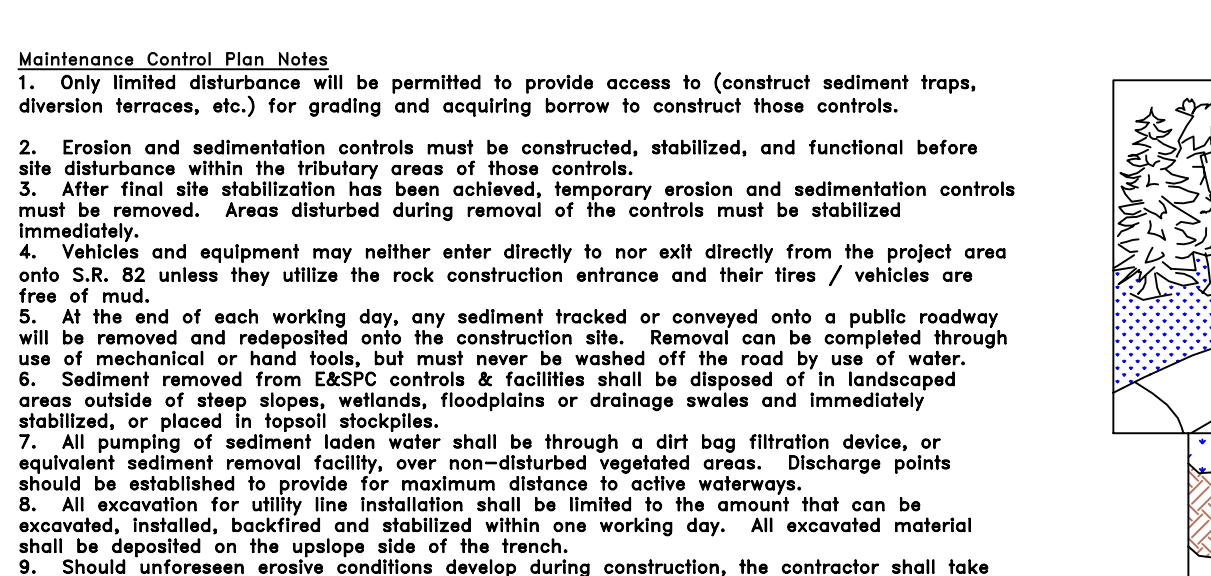 Maintenance Control Plan Notes
1. Only limited disturbance will be permitted to provide access to (construct sediment traps,
diversion terraces, etc.) for grading and acquiring borrow to construct those controls.
2. Erosion and sedimentation controls must be constructed, stabilized, and functional before
site disturbance within the tributary areas of those controls.
3. After final site stabilization has been achieved, temporary erosion and sedimentation controls
must be removed. Areas disturbed during removal of the controls must be stabilized
immediately.
4. Vehicles and equipment may neither enter directly to nor exit directly from the project area
onto S.R. 82 unless they utilize the rock construction entrance and their tires / vehicles are
free of mud.
5. At the end of each working day, any sediment tracked or conveyed onto a public roadway
will be removed and redeposited onto the construction site. Removal can be completed through
use of mechanical or hand tools, but must never be washed off the road by use of water.
6. Sediment removed from E&SPC controls & facilities shall be disposed of in landscaped
areas outside of steep slopes, wetlands, floodplains or drainage swales and immediately
stabilized, or placed in topsoil stockpiles.
7. All pumping of sediment laden water shall be through a dirt bag filtration device, or
equivalent sediment removal facility, over non-disturbed vegetated areas. Discharge points
should be established to provide for maximum distance to active waterways.
8. All excavation for utility line installation shall be limited to the amount that can be
excavated, installed, backfired and stabilized within one working day. All excavated material
shall be deposited on the upslope side of the trench.
9. Should unforeseen erosive conditions develop during construction, the contractor shall take